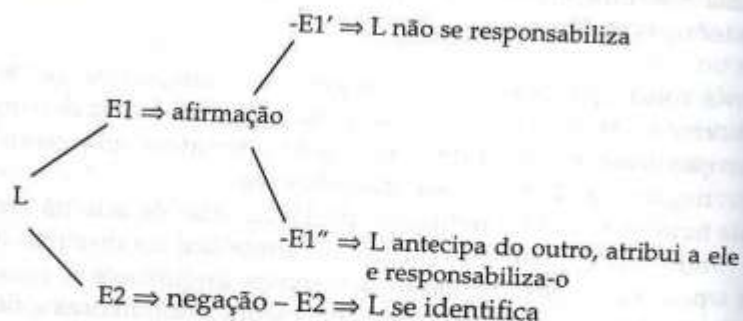 -E1' ⇒ L não se responsabiliza
E1 ⇒ afirmação
L
-E1" ⇒ L antecipa do outro, atribui a ele
e responsabiliza-o
E2 ⇒ negação – E2 ⇒ L se identifica